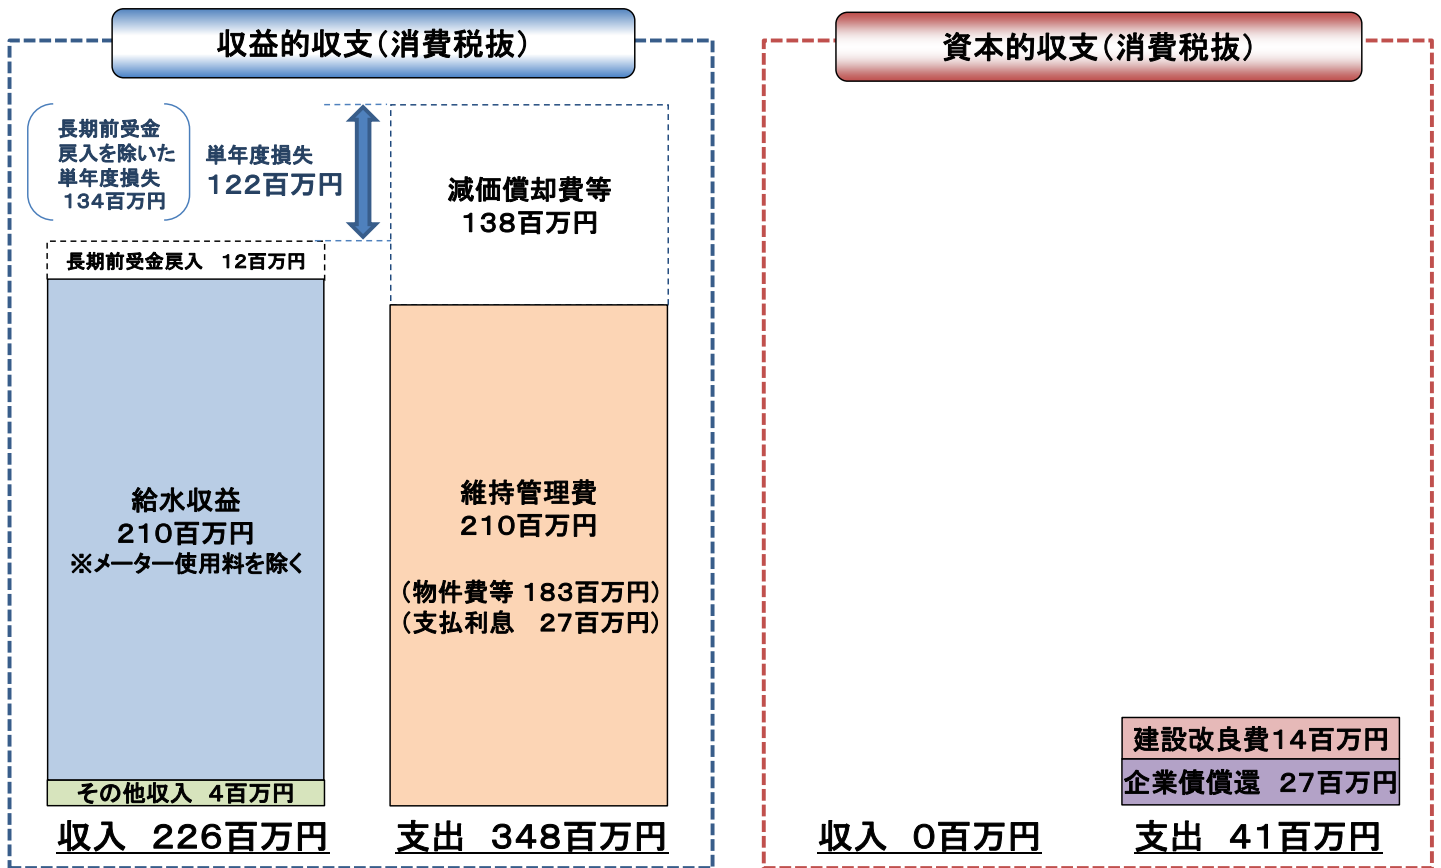 収益的収支（消費税抜）
長期前受金
戻入を除いた
単年度損失
134百万円
単年度損失
122百万円
減価償却費等
138百万円
長期前受金戻入　12百万円
給水収益
210百万円
※メーター使用料を除く
維持管理費
210百万円
（物件費等 183百万円）
（支払利息　27百万円）
その他収入　4百万円
収入　226百万円
支出　348百万円
資本的収支（消費税抜）
建設改良費14百万円
企業債償還　27百万円
収入　0百万円
支出　41百万円